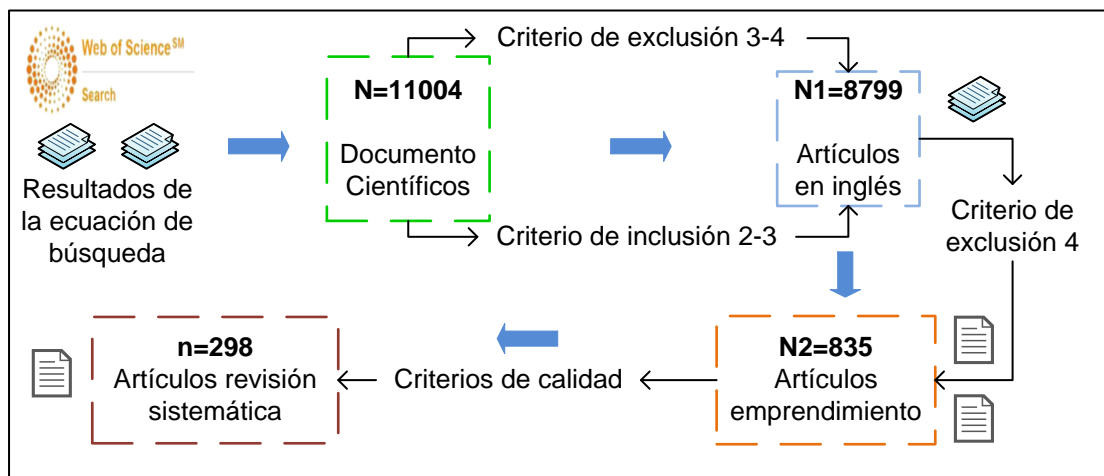 Web of Science SM
Search
Resultados de
la ecuación de
búsqueda
N=11004
Documento
Científicos
Criterio de exclusión 3-4
Criterio de inclusión 2-3
N1=8799
Artículos
en inglés
Criterio de
exclusión 4
N2=835
Artículos
emprendimiento
Criterios de calidad
n=298
Artículos revisión
sistemática